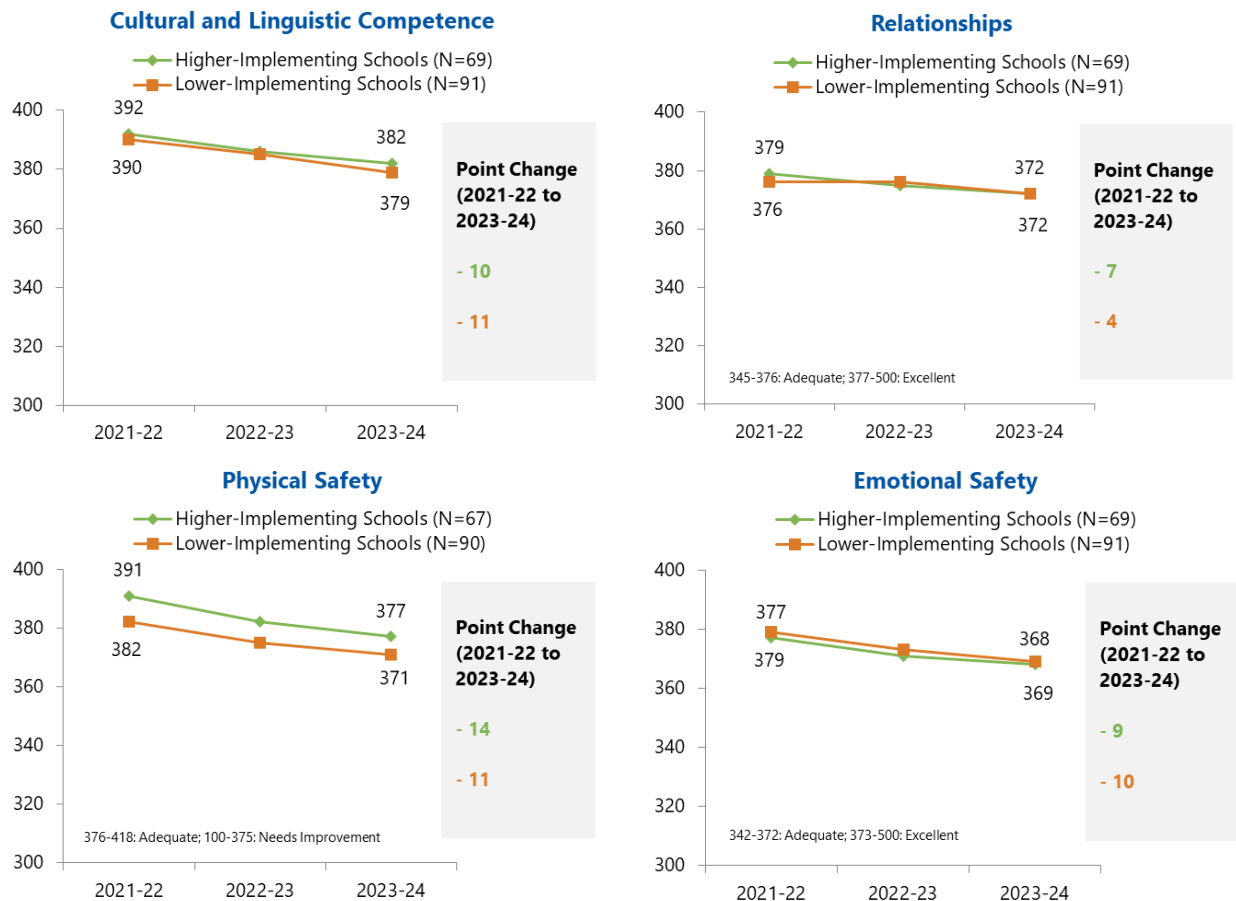 Cultural and Linguistic Competence
Higher-Implementing Schools (N=69)
Lower-Implementing Schools (N=91)
400
380
360
340
320
300
392
390
382
379
2021-22
2022-23
2023-24
Point Change
(2021-22 to
2023-24)
- 10
- 11
Relationships
Higher-Implementing Schools (N=69)
Lower-Implementing Schools (N=91)
400
380
360
340
320
300
379
376
372
372
345-376: Adequate; 377-500: Excellent
2021-22
2022-23
2023-24
Point Change
(2021-22 to
2023-24)
- 7
- 4
Physical Safety
Higher-Implementing Schools (N=67)
Lower-Implementing Schools (N=90)
400
380
360
340
320
300
391
382
377
371
376-418: Adequate; 100-375: Needs Improvement
2021-22
2022-23
2023-24
Point Change
(2021-22 to
2023-24)
- 14
- 11
Emotional Safety
Higher-Implementing Schools (N=69)
Lower-Implementing Schools (N=91)
400
380
360
340
320
300
377
379
368
369
342-372: Adequate; 373-500: Excellent
2021-22
2022-23
2023-24
Point Change
(2021-22 to
2023-24)
- 9
- 10